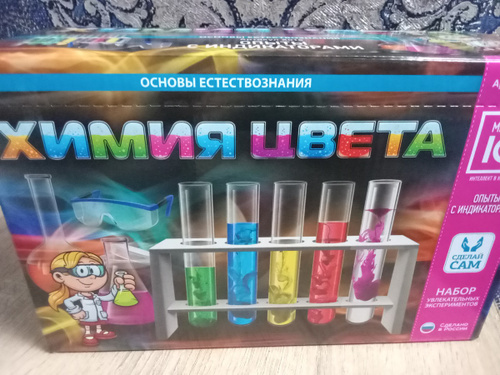 С ИНДИКАТОРАМИ
ОСНОВЫ ЕСТЕСТВОЗНАНИЯ
ХИМИЯ ЦВЕТА
ОПЫТЫ
С ИНДИКАТОР
СДЕЛАЙ
САМ
НАБОР
УВЛЕКАТЕЛЬНЫХ
ЭКСПЕРИМЕНТОВ
СДЕЛАНО
В РОССИИ